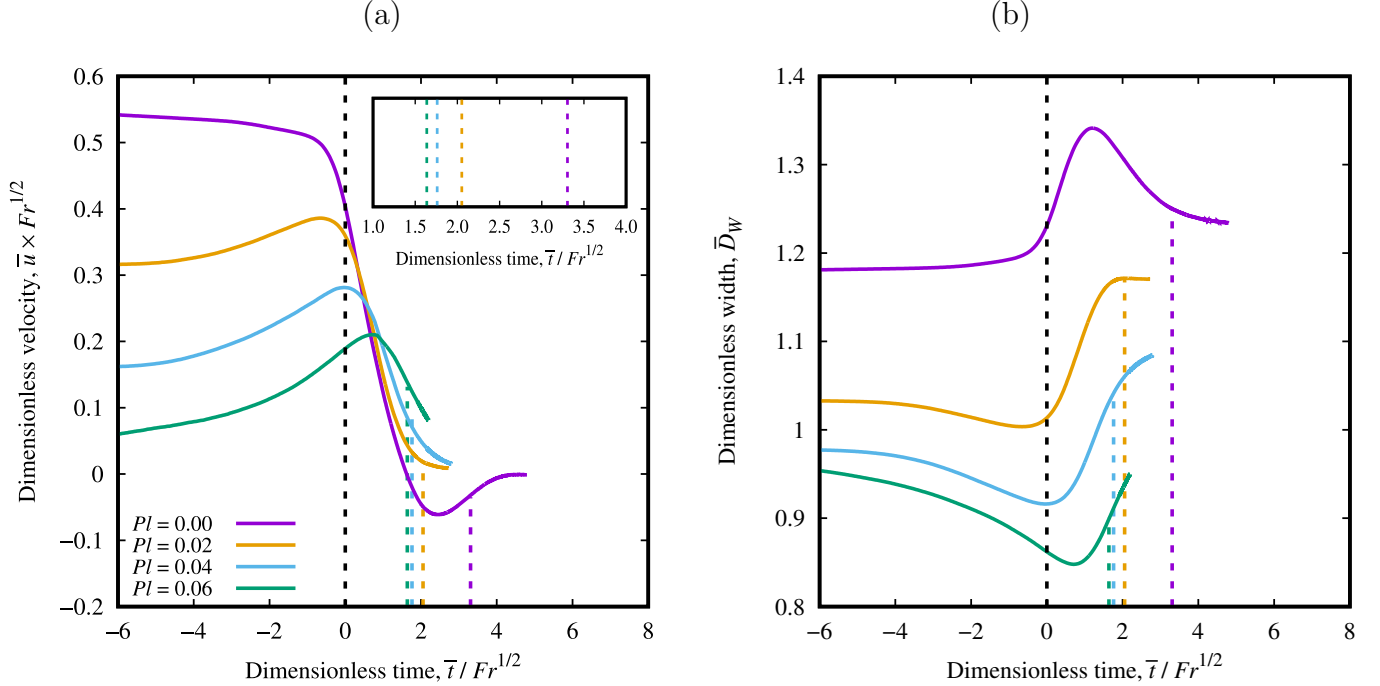 (a)
0.6
0.5
0.4
0.3
0.2
0.1
0
−0.1
−0.2
Dimensionless velocity, u̅ × Fr^{1/2}
1.0 1.5 2.0 2.5 3.0 3.5 4.0
Dimensionless time, t̅ / Fr^{1/2}
Pl = 0.00
Pl = 0.02
Pl = 0.04
Pl = 0.06
−6 −4 −2 0 2 4 6 8
Dimensionless time, t̅ / Fr^{1/2}
(b)
1.4
1.3
1.2
1.1
1
0.9
0.8
Dimensionless width, D̅_W
−6 −4 −2 0 2 4 6 8
Dimensionless time, t̅ / Fr^{1/2}